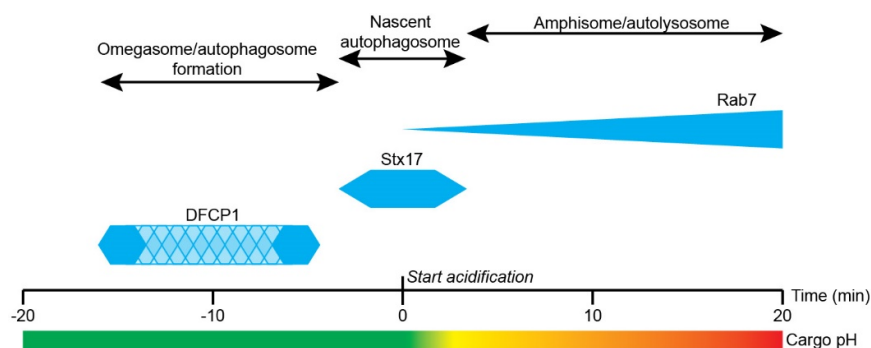 Omegasome/autophagosome
formation
Nascent
autophagosome
Amphisome/autolysosome
Rab7
Stx17
DFCP1
Start acidification
Time (min)
-20
-10
0
10
20
Cargo pH